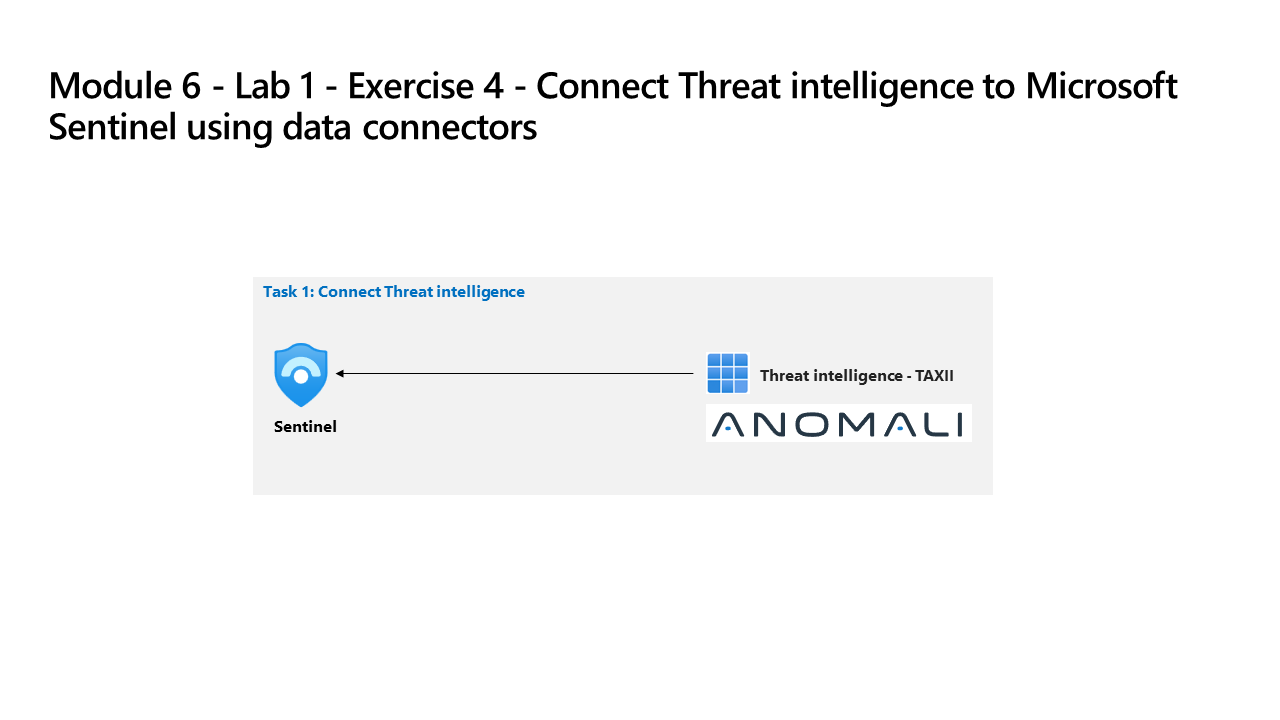 Module 6 - Lab 1 - Exercise 4 - Connect Threat intelligence to Microsoft
Sentinel using data connectors
Task 1: Connect Threat intelligence
Threat intelligence - TAXII
ANOMALI
Sentinel